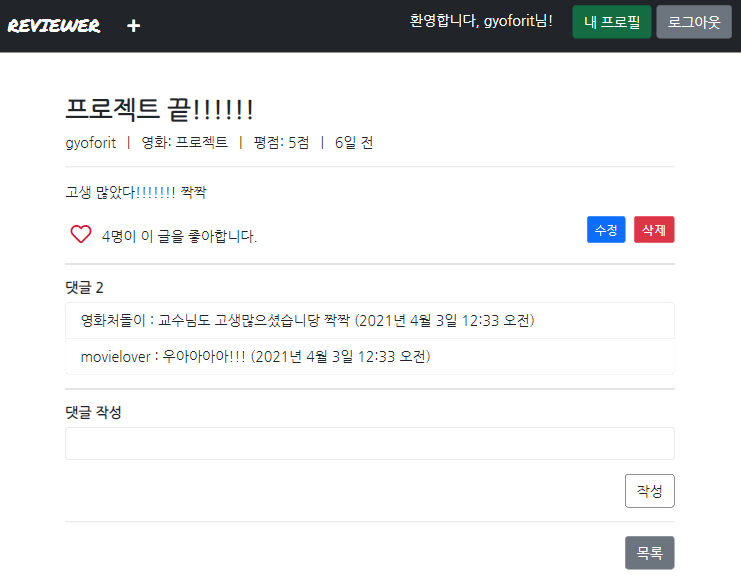 REVIEWER + 환영합니다, gyoforit님! 내 프로필 로그아웃
프로젝트 끝!!!!!!
gyoforit | 영화: 프로젝트 | 평점: 5점 | 6일 전
고생 많았다!!!!!!! 짝짝
4명이 이 글을 좋아합니다. 수정 삭제
댓글 2
영화처돌이 : 교수님도 고생많으셨습니당 짝짝 (2021년 4월 3일 12:33 오전)
movielover : 우아아아아!!! (2021년 4월 3일 12:33 오전)
댓글 작성
작성
목록